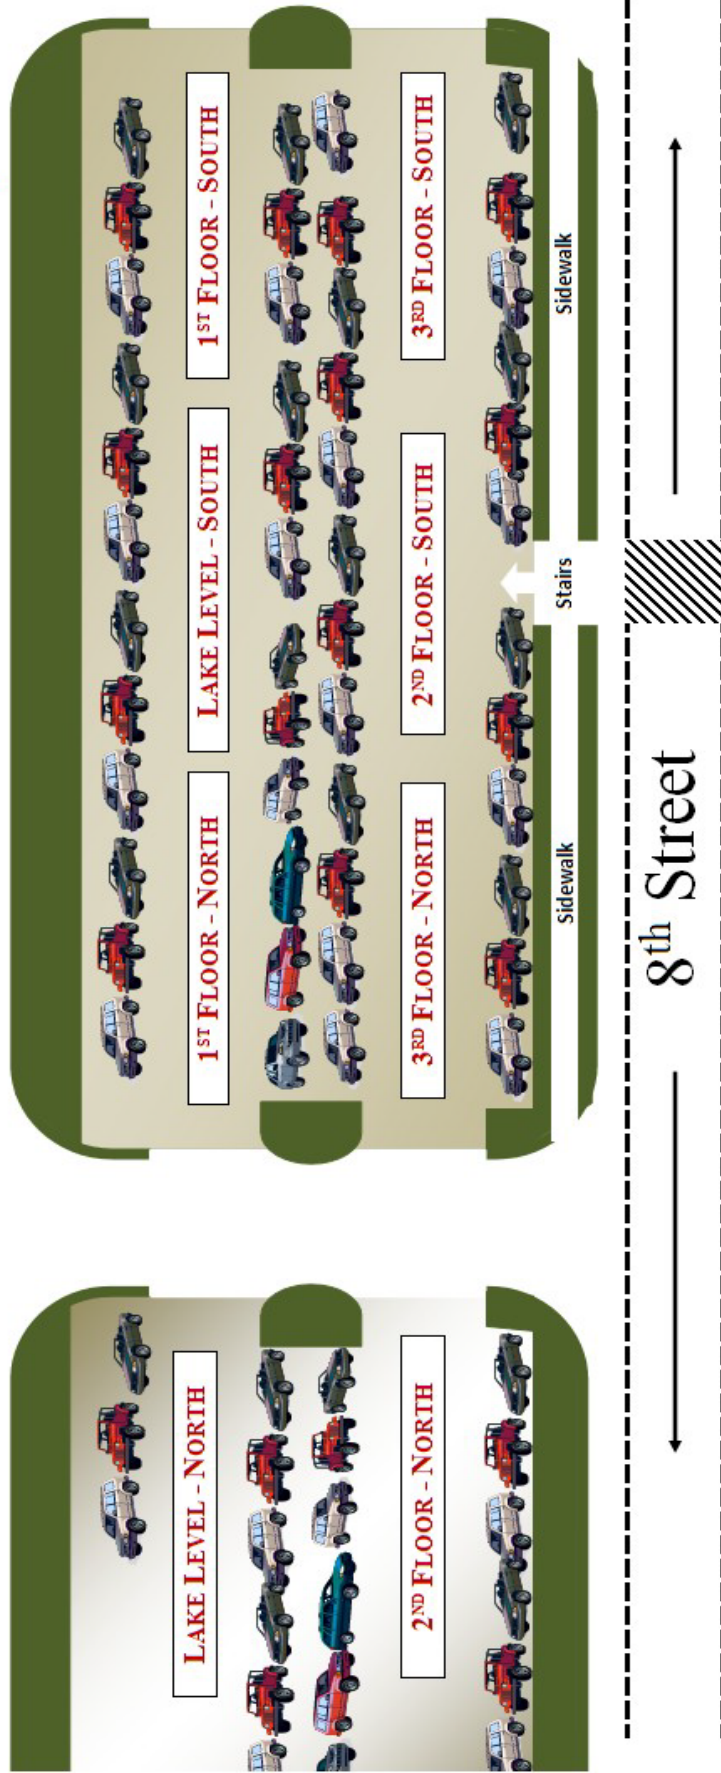 LAKE LEVEL - NORTH
1ST FLOOR - NORTH
LAKE LEVEL - SOUTH
1ST FLOOR - SOUTH
2ND FLOOR - NORTH
3RD FLOOR - NORTH
2ND FLOOR - SOUTH
3RD FLOOR - SOUTH
Sidewalk
Stairs
Sidewalk
8th Street